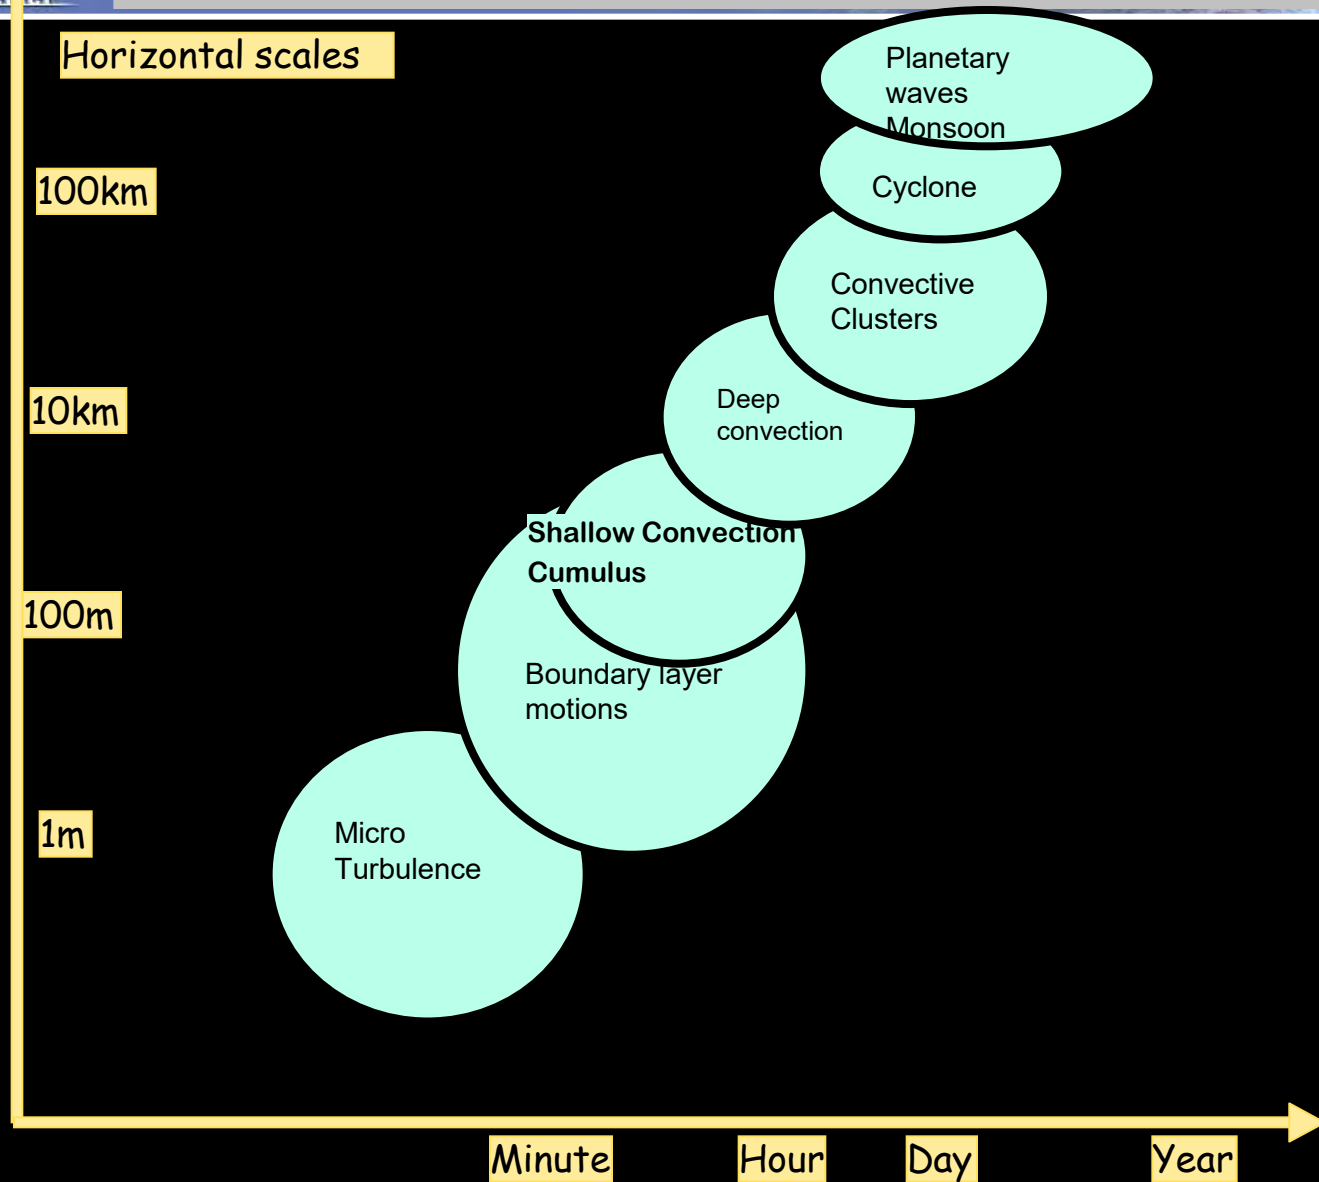 Horizontal scales
Planetary
waves
Monsoon
100km
Cyclone
Convective
Clusters
10km
Deep
convection
Shallow Convection
Cumulus
100m
Boundary layer
motions
1m
Micro
Turbulence
Minute
Hour
Day
Year